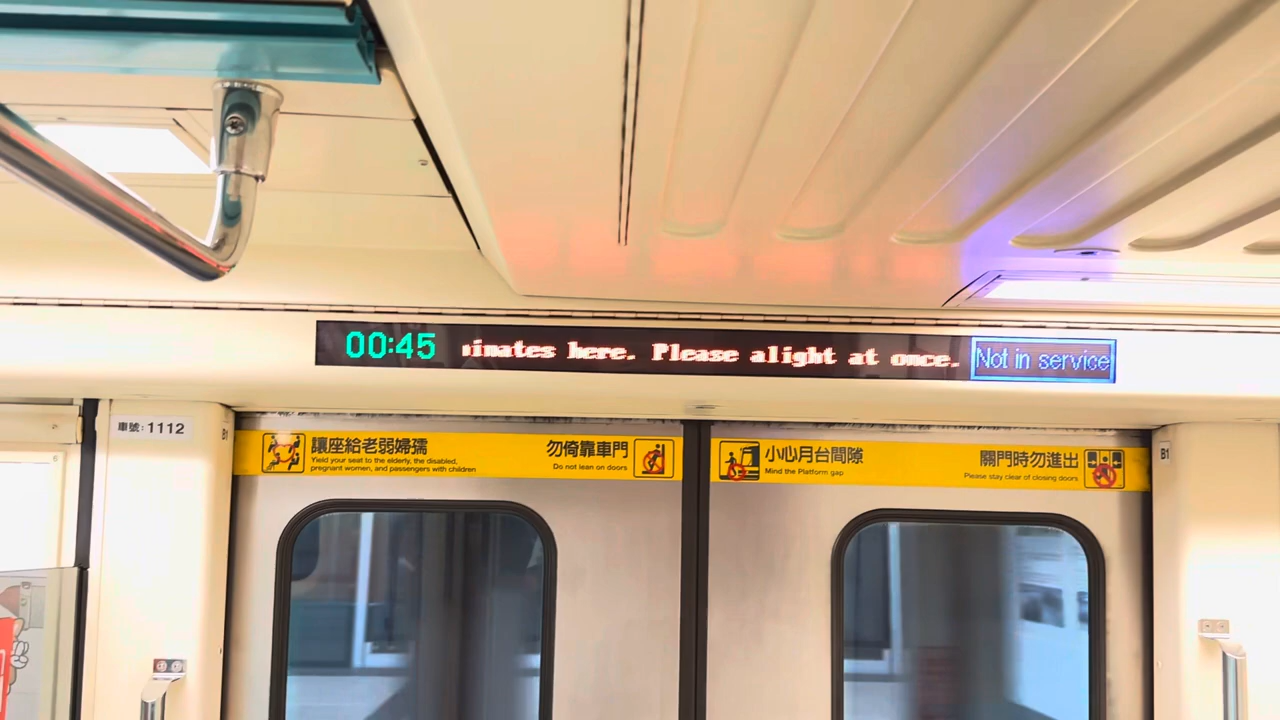 00:45
inates here. Please alight at once.
Not in service
車號：1112
B1
讓座給老弱婦孺
Yield your seat to the elderly, the disabled,
pregnant women, and passengers with children
勿倚靠車門
Do not lean on doors
小心月台間隙
Mind the Platform gap
關門時勿進出
Please stay clear of closing doors
B1